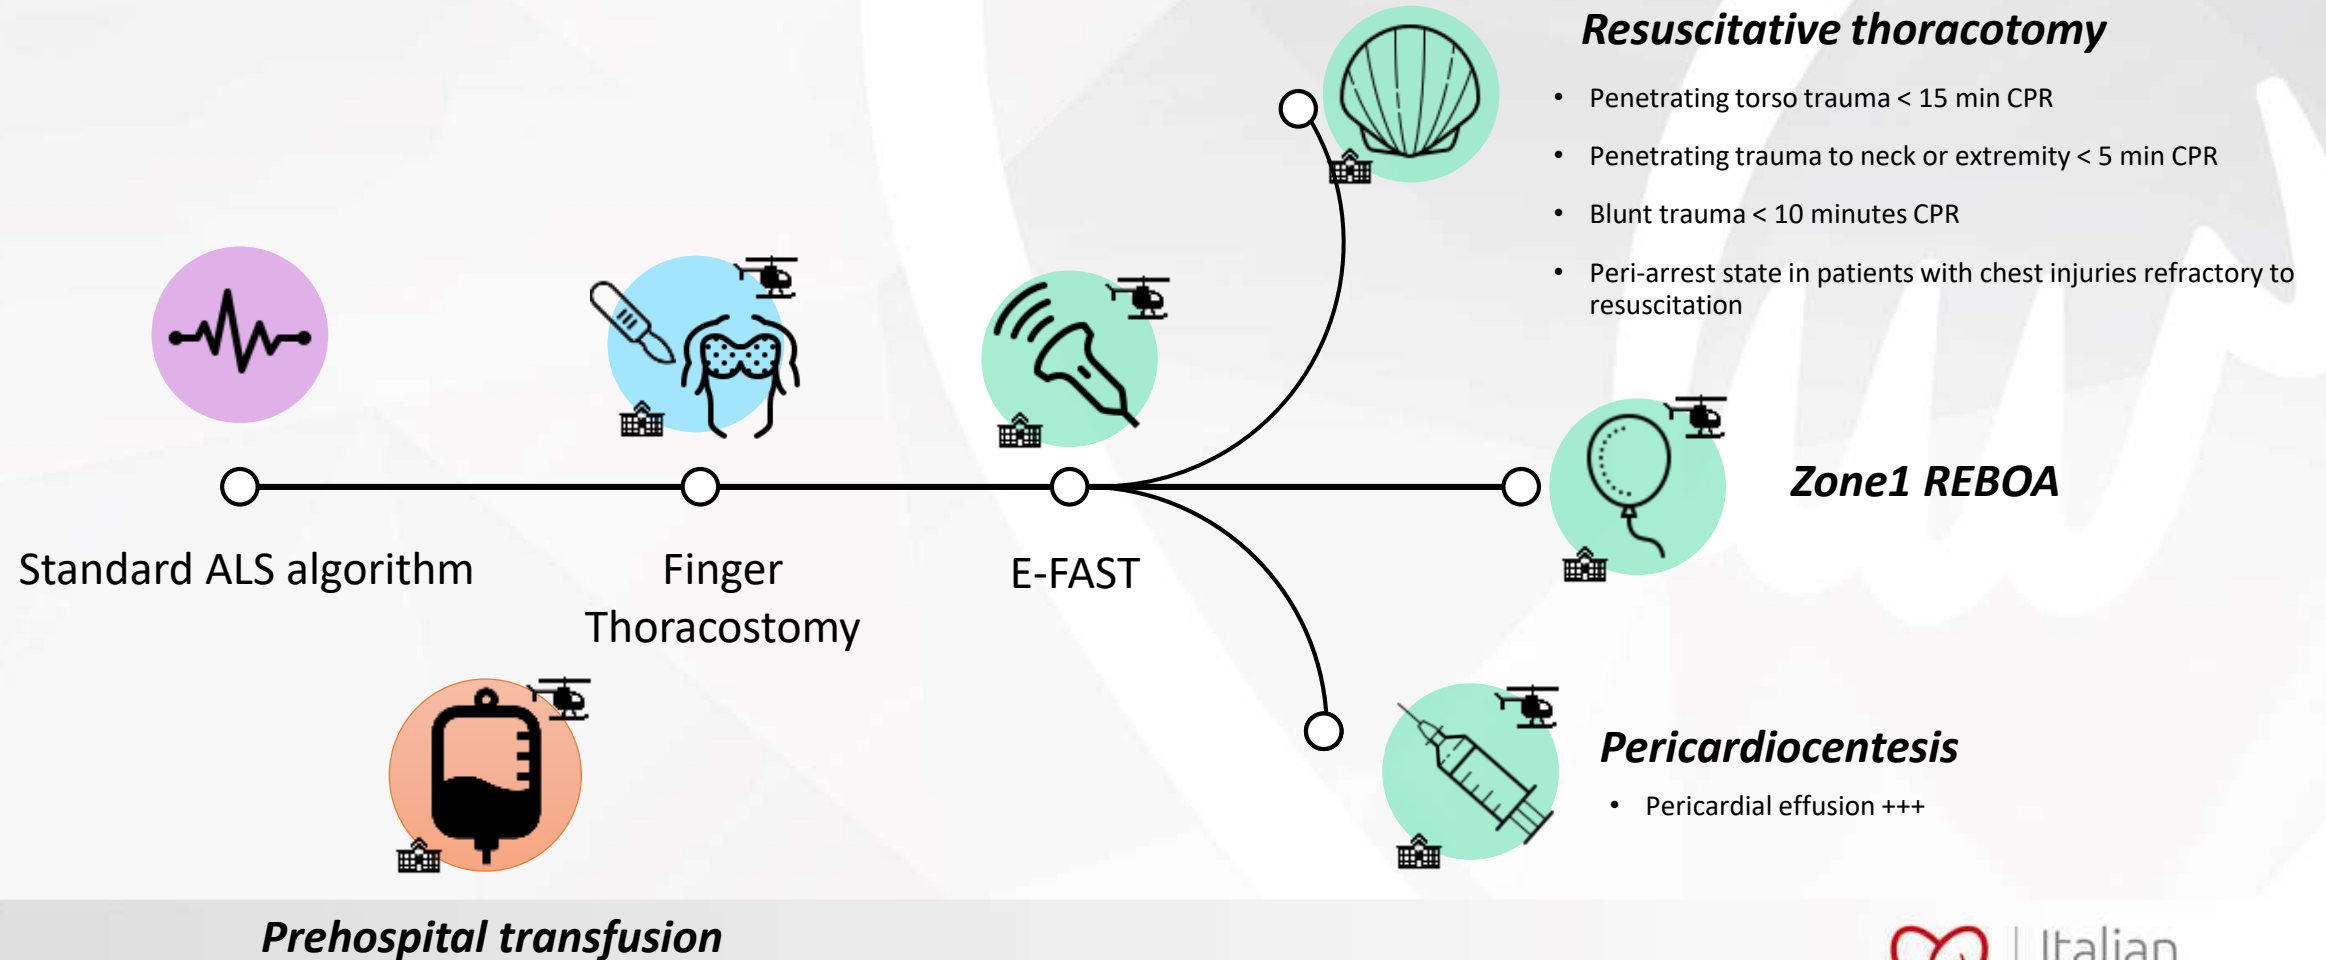 Resuscitative thoracotomy
• Penetrating torso trauma < 15 min CPR
• Penetrating trauma to neck or extremity < 5 min CPR
• Blunt trauma < 10 minutes CPR
• Peri-arrest state in patients with chest injuries refractory to
resuscitation
Zone1 REBOA
Standard ALS algorithm
Finger
Thoracostomy
E-FAST
Pericardiocentesis
• Pericardial effusion +++
Prehospital transfusion
Italian